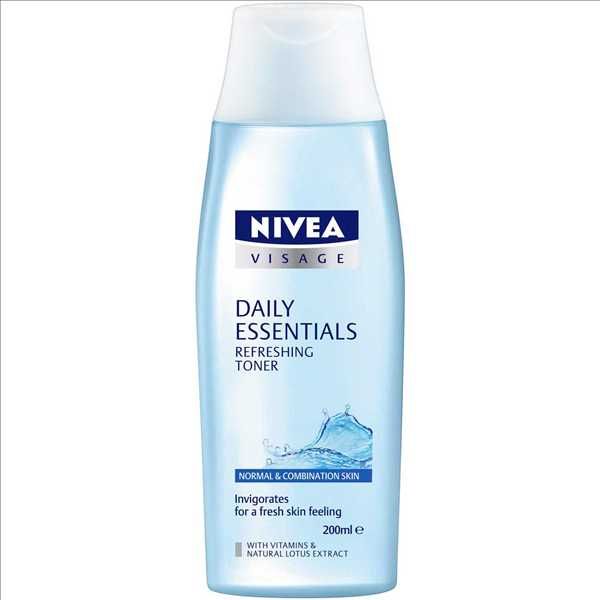 NIVEA
VISAGE
DAILY
ESSENTIALS
REFRESHING
TONER
NORMAL & COMBINATION SKIN
Invigorates
for a fresh skin feeling
200ml ℮
WITH VITAMINS &
NATURAL LOTUS EXTRACT